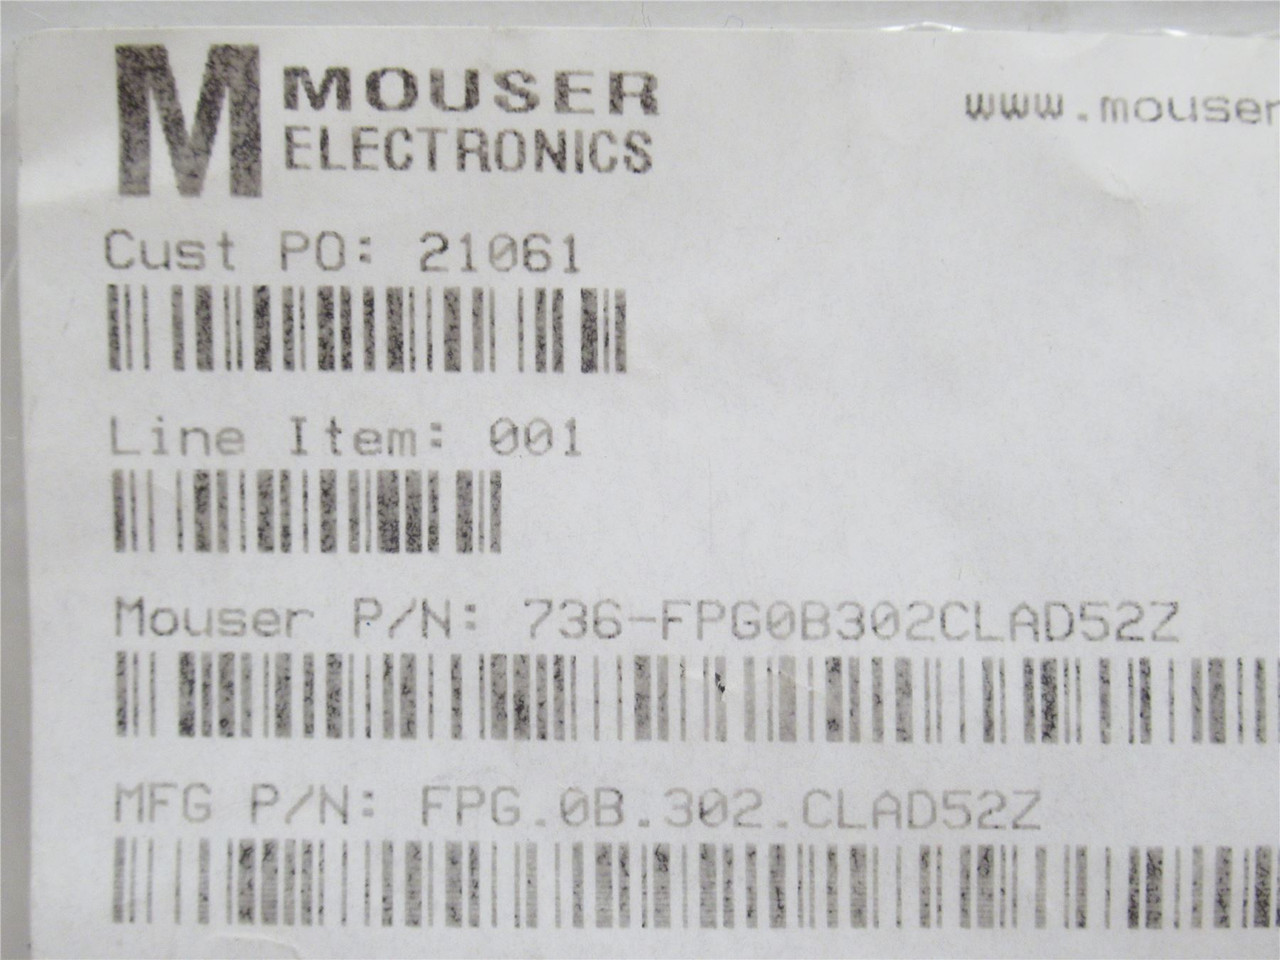 M MOUSER
ELECTRONICS
www.mouser
Cust PO: 21061
Line Item: 001
Mouser P/N: 736-FPG0B302CLAD52Z
MFG P/N: FPG.0B.302.CLAD52Z